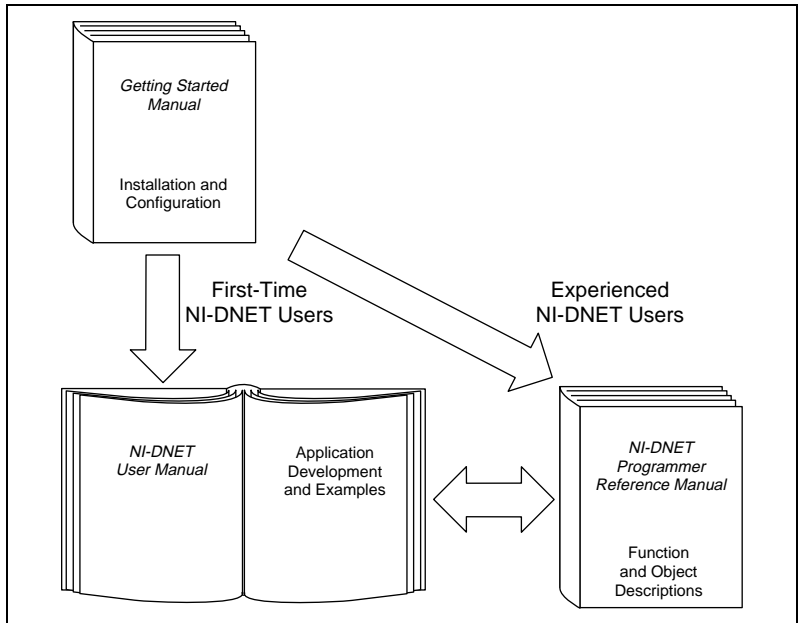 Getting Started
Manual
Installation and
Configuration
First-Time
NI-DNET Users
Experienced
NI-DNET Users
NI-DNET
User Manual
Application
Development
and Examples
NI-DNET
Programmer
Reference Manual
Function
and Object
Descriptions